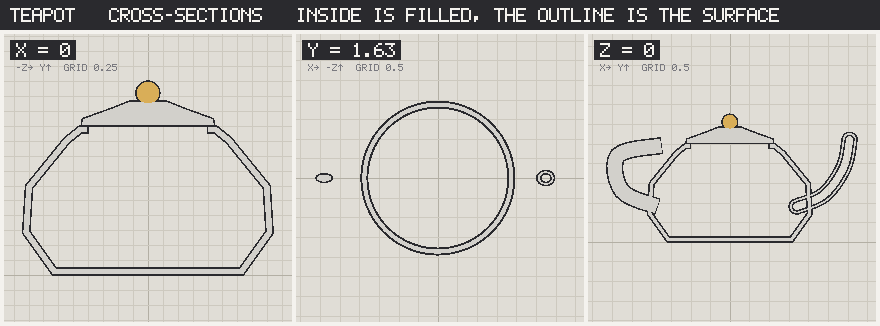 TEAPOT CROSS-SECTIONS INSIDE IS FILLED, THE OUTLINE IS THE SURFACE
X = 0
-Z→ Y↑ GRID 0.25
Y = 1.63
X→ -Z↑ GRID 0.5
Z = 0
X→ Y↑ GRID 0.5